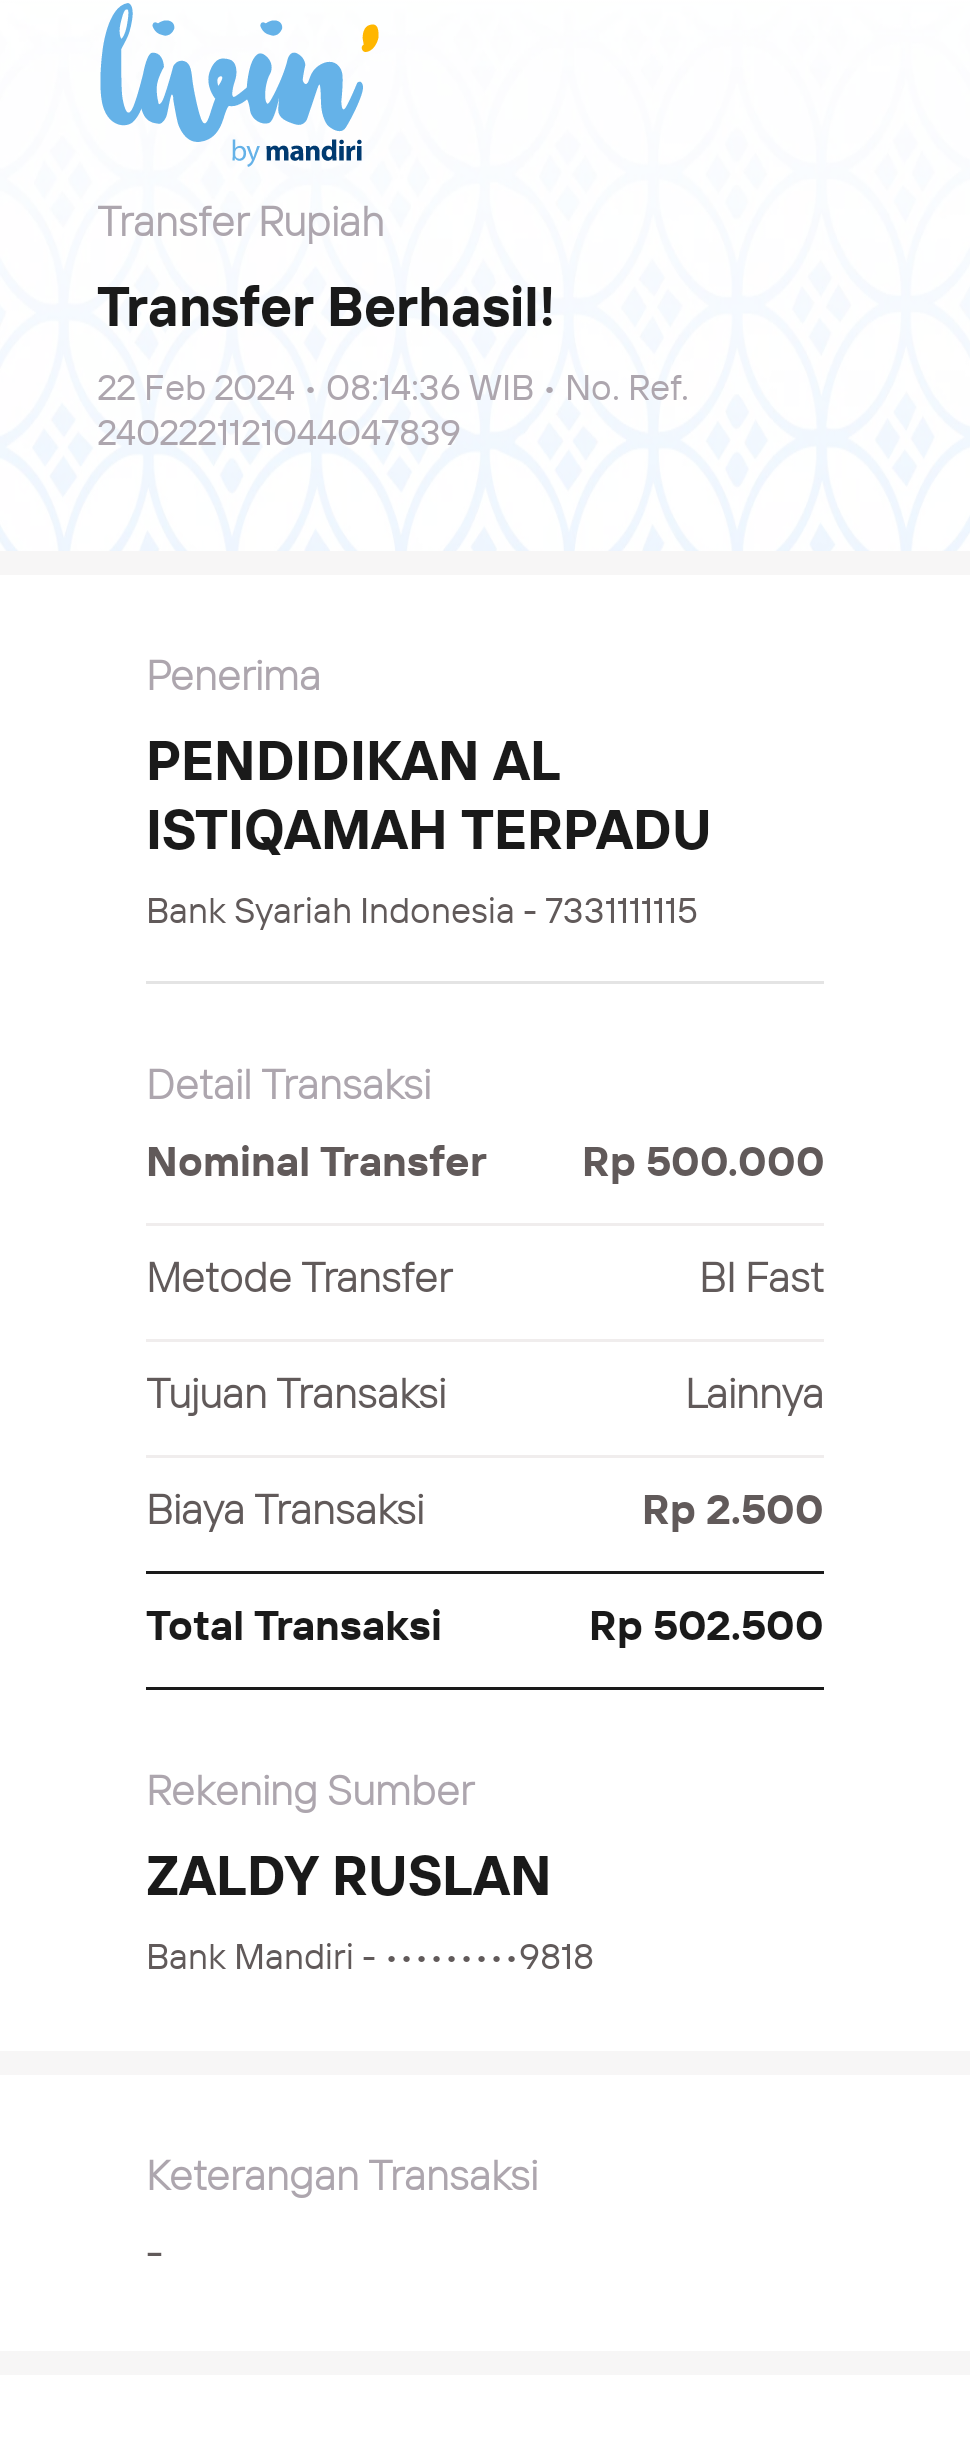 livin'
by mandiri
Transfer Rupiah
Transfer Berhasil!
22 Feb 2024 • 08:14:36 WIB • No. Ref.
2402221121044047839
Penerima
PENDIDIKAN AL
ISTIQAMAH TERPADU
Bank Syariah Indonesia - 7331111115
Detail Transaksi
Nominal Transfer Rp 500.000
Metode Transfer BI Fast
Tujuan Transaksi Lainnya
Biaya Transaksi Rp 2.500
Total Transaksi Rp 502.500
Rekening Sumber
ZALDY RUSLAN
Bank Mandiri - •••••••••9818
Keterangan Transaksi
-